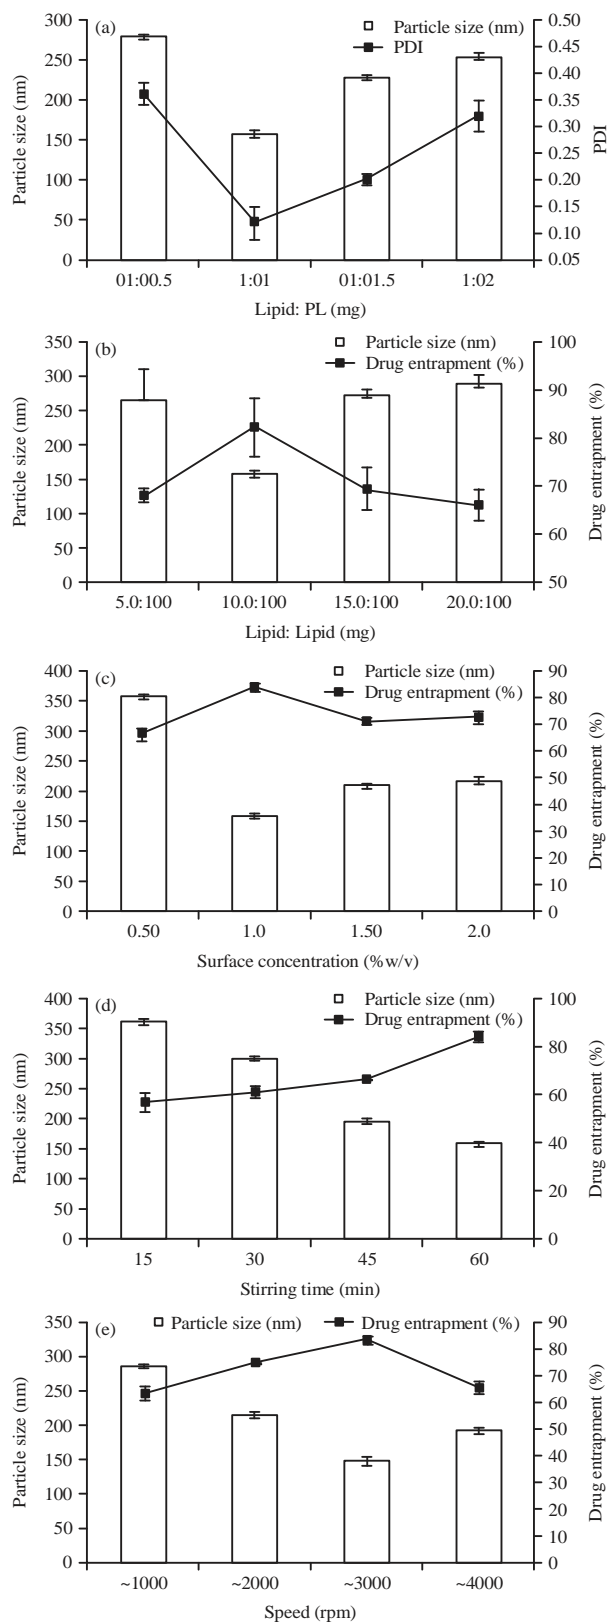 (a)
Particle size (nm)
PDI
300
250
200
150
100
50
0
Particle size (nm)
0.50
0.45
0.40
0.35
0.30
0.25
0.20
0.15
0.10
0.05
PDI
01:00.5 1:01 01:01.5 1:02
Lipid: PL (mg)
(b)
Particle size (nm)
Drug entrapment (%)
350
300
250
200
150
100
50
0
Particle size (nm)
100
90
80
70
60
50
Drug entrapment (%)
5.0:100 10.0:100 15.0:100 20.0:100
Lipid: Lipid (mg)
(c)
Particle size (nm)
Drug entrapment (%)
400
350
300
250
200
150
100
50
0
Particle size (nm)
90
80
70
60
50
40
30
20
10
0
Drug entrapment (%)
0.50 1.0 1.50 2.0
Surface concentration (%w/v)
(d)
Particle size (nm)
Drug entrapment (%)
400
350
300
250
200
150
100
50
0
Particle size (nm)
100
80
60
40
20
0
Drug entrapment (%)
15 30 45 60
Stirring time (min)
(e)
Particle size (nm) Drug entrapment (%)
350
300
250
200
150
100
50
0
Particle size (nm)
90
80
70
60
50
40
30
20
10
0
Drug entrapment (%)
~1000 ~2000 ~3000 ~4000
Speed (rpm)